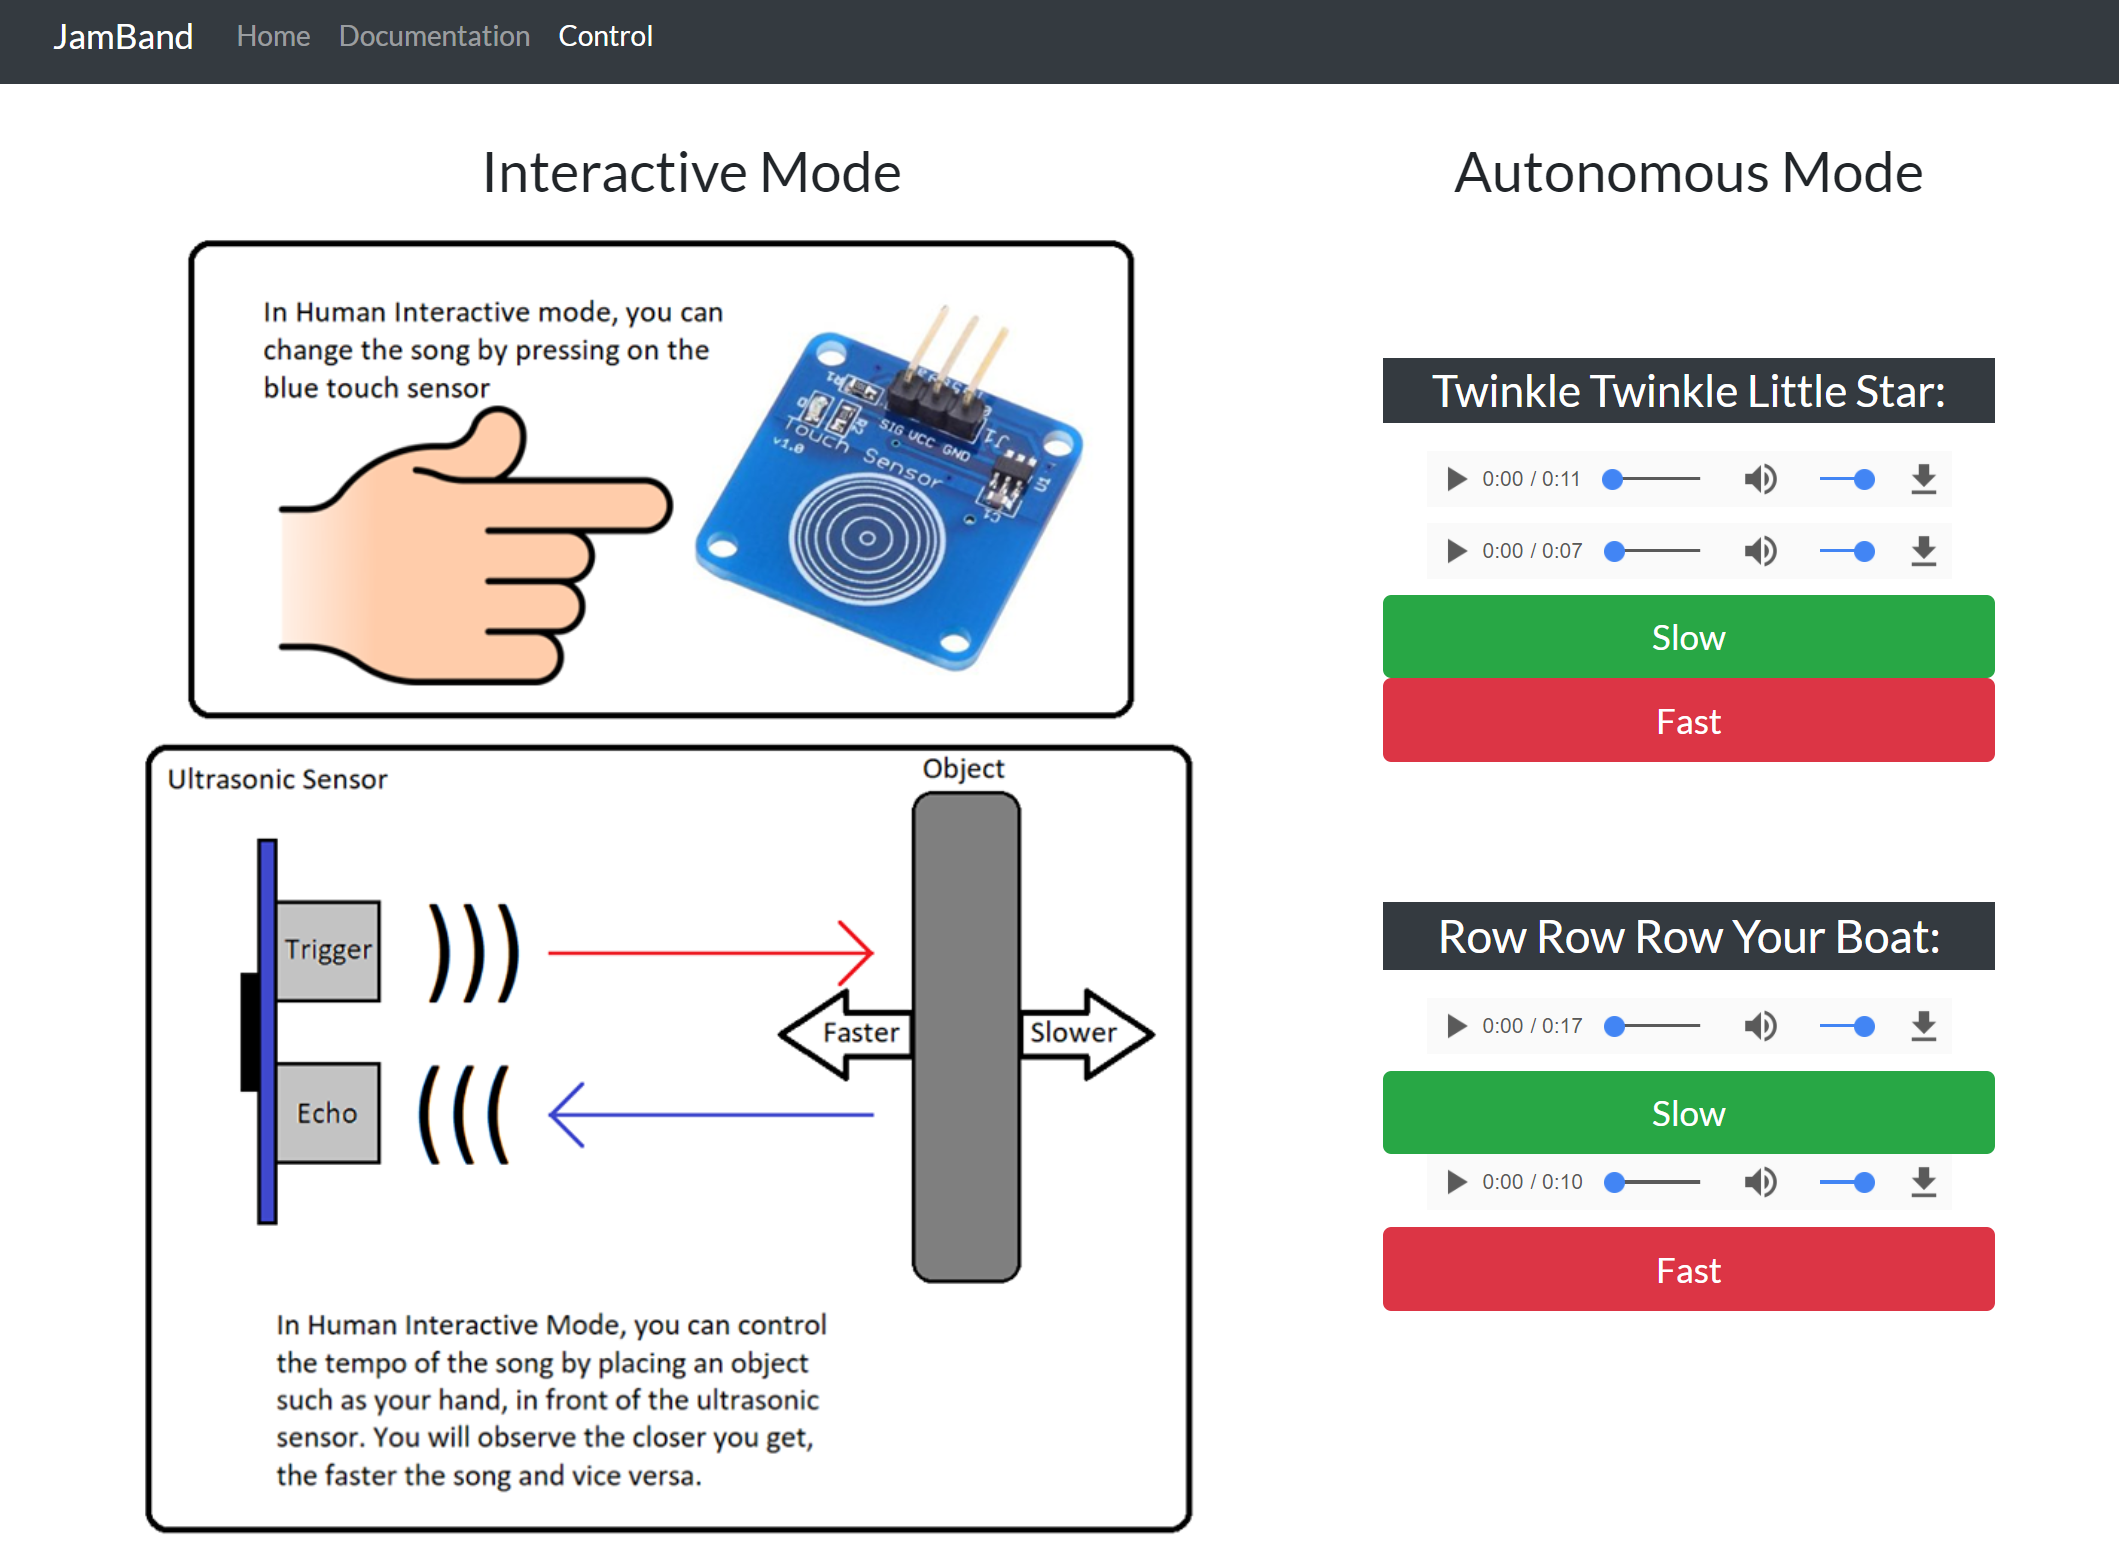 JamBand Home Documentation Control
Interactive Mode
In Human Interactive mode, you can
change the song by pressing on the
blue touch sensor
SIG VCC GND
Touch Sensor
v1.0
J1
U1
C1
R1
R2
Ultrasonic Sensor
Object
Trigger
Faster
Slower
Echo
In Human Interactive Mode, you can control
the tempo of the song by placing an object
such as your hand, in front of the ultrasonic
sensor. You will observe the closer you get,
the faster the song and vice versa.
Autonomous Mode
Twinkle Twinkle Little Star:
0:00 / 0:11
0:00 / 0:07
Slow
Fast
Row Row Row Your Boat:
0:00 / 0:17
Slow
0:00 / 0:10
Fast